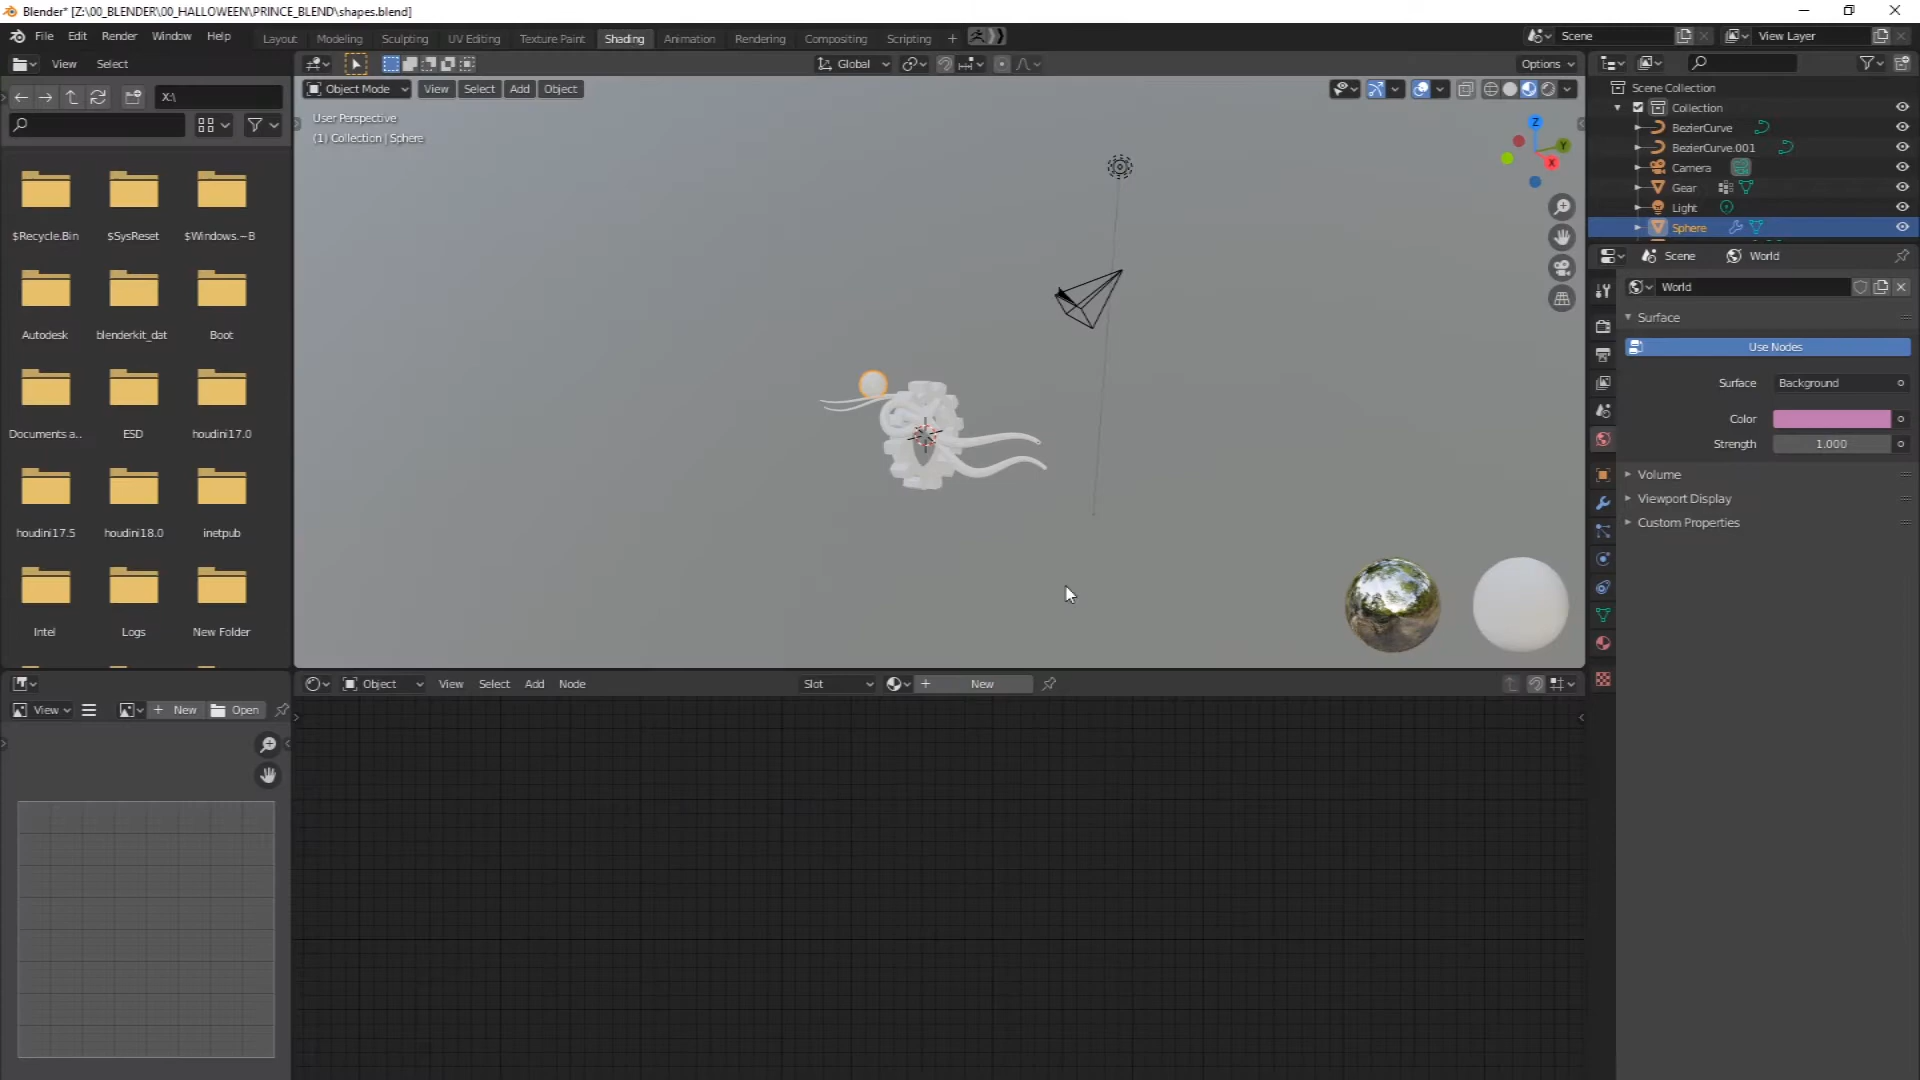 Blender* [Z:\00_BLENDER\00_HALLOWEEN\PRINCE_BLEND\shapes.blend]
File Edit Render Window Help Layout Modeling Sculpting UV Editing Texture Paint Shading Animation Rendering Compositing Scripting + Scene View Layer
View Select Global Options
X:\
Object Mode View Select Add Object
User Perspective
(1) Collection | Sphere
Z
Y
X
$Recycle.Bin $SysReset $Windows.~B
Autodesk blenderkit_dat Boot
Documents a.. ESD houdini17.0
houdini17.5 houdini18.0 inetpub
Intel Logs New Folder
Scene Collection
Collection
BezierCurve
BezierCurve.001
Camera
Gear
Light
Sphere
Scene World
World
Surface
Use Nodes
Surface Background
Color
Strength 1.000
Volume
Viewport Display
Custom Properties
Object View Select Add Node Slot + New
View + New Open